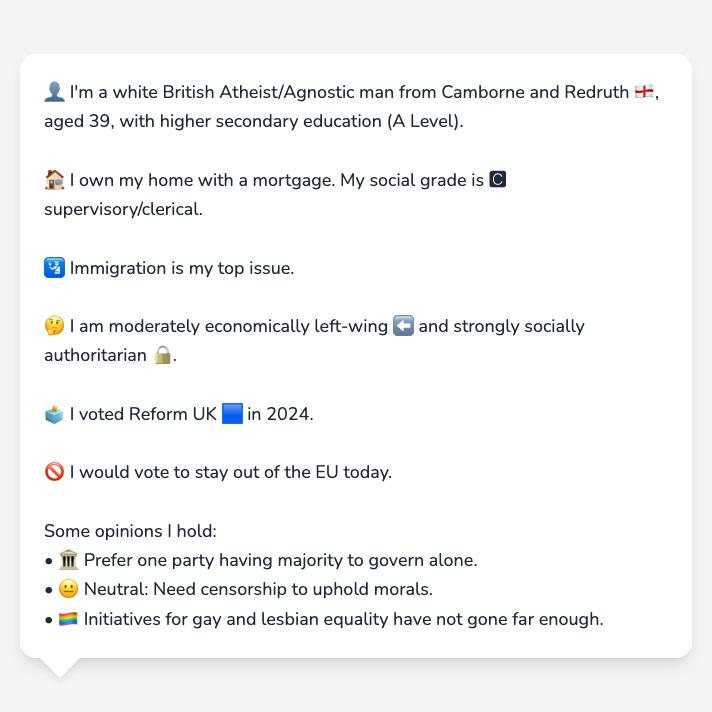 👤 I'm a white British Atheist/Agnostic man from Camborne and Redruth 🏴󠁧󠁢󠁥󠁮󠁧󠁿,
aged 39, with higher secondary education (A Level).
🏠 I own my home with a mortgage. My social grade is 🅲
supervisory/clerical.
🛂 Immigration is my top issue.
🤔 I am moderately economically left-wing ⬅️ and strongly socially
authoritarian 🔒.
🗳️ I voted Reform UK 🟦 in 2024.
🚫 I would vote to stay out of the EU today.
Some opinions I hold:
• 🏛️ Prefer one party having majority to govern alone.
• 😐 Neutral: Need censorship to uphold morals.
• 🏳️‍🌈 Initiatives for gay and lesbian equality have not gone far enough.